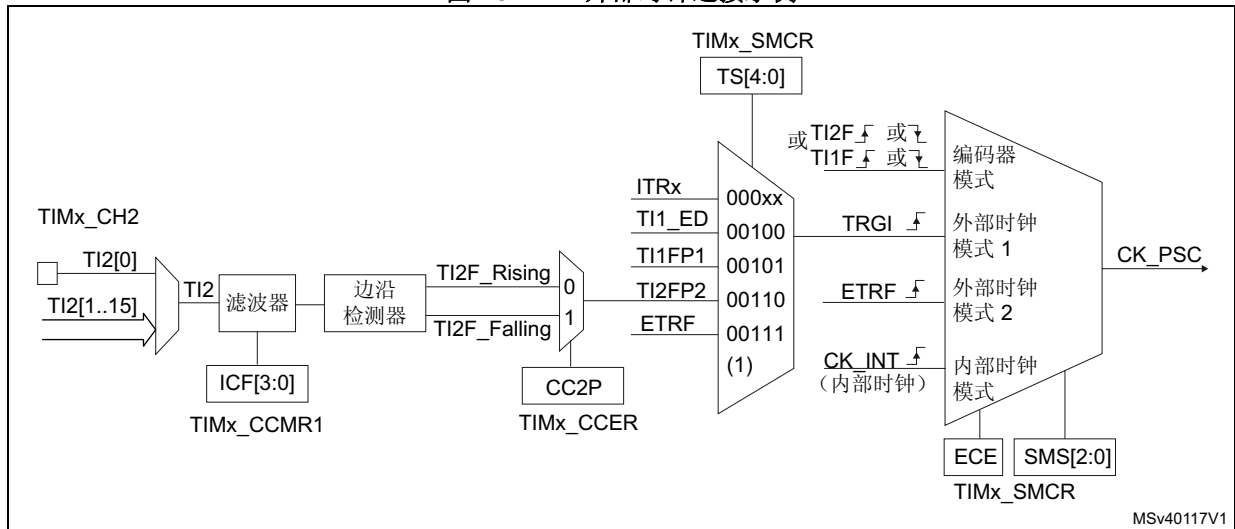 TIMx_SMCR
TS[4:0]
或TI2F 或
TI1F 或
编码器
模式
ITRx
000xx
TIMx_CH2
TI1_ED
00100
TRGI
外部时钟
模式 1
CK_PSC
TI2[0]
TI1FP1
00101
TI2F_Rising
0
TI2
滤波器
边沿
检测器
TI2FP2
00110
ETRF
外部时钟
模式 2
TI2[1..15]
TI2F_Falling
1
ETRF
00111
(1)
CK_INT
(内部时钟)
内部时钟
模式
ICF[3:0]
CC2P
TIMx_CCMR1
TIMx_CCER
ECE
SMS[2:0]
TIMx_SMCR
MSv40117V1